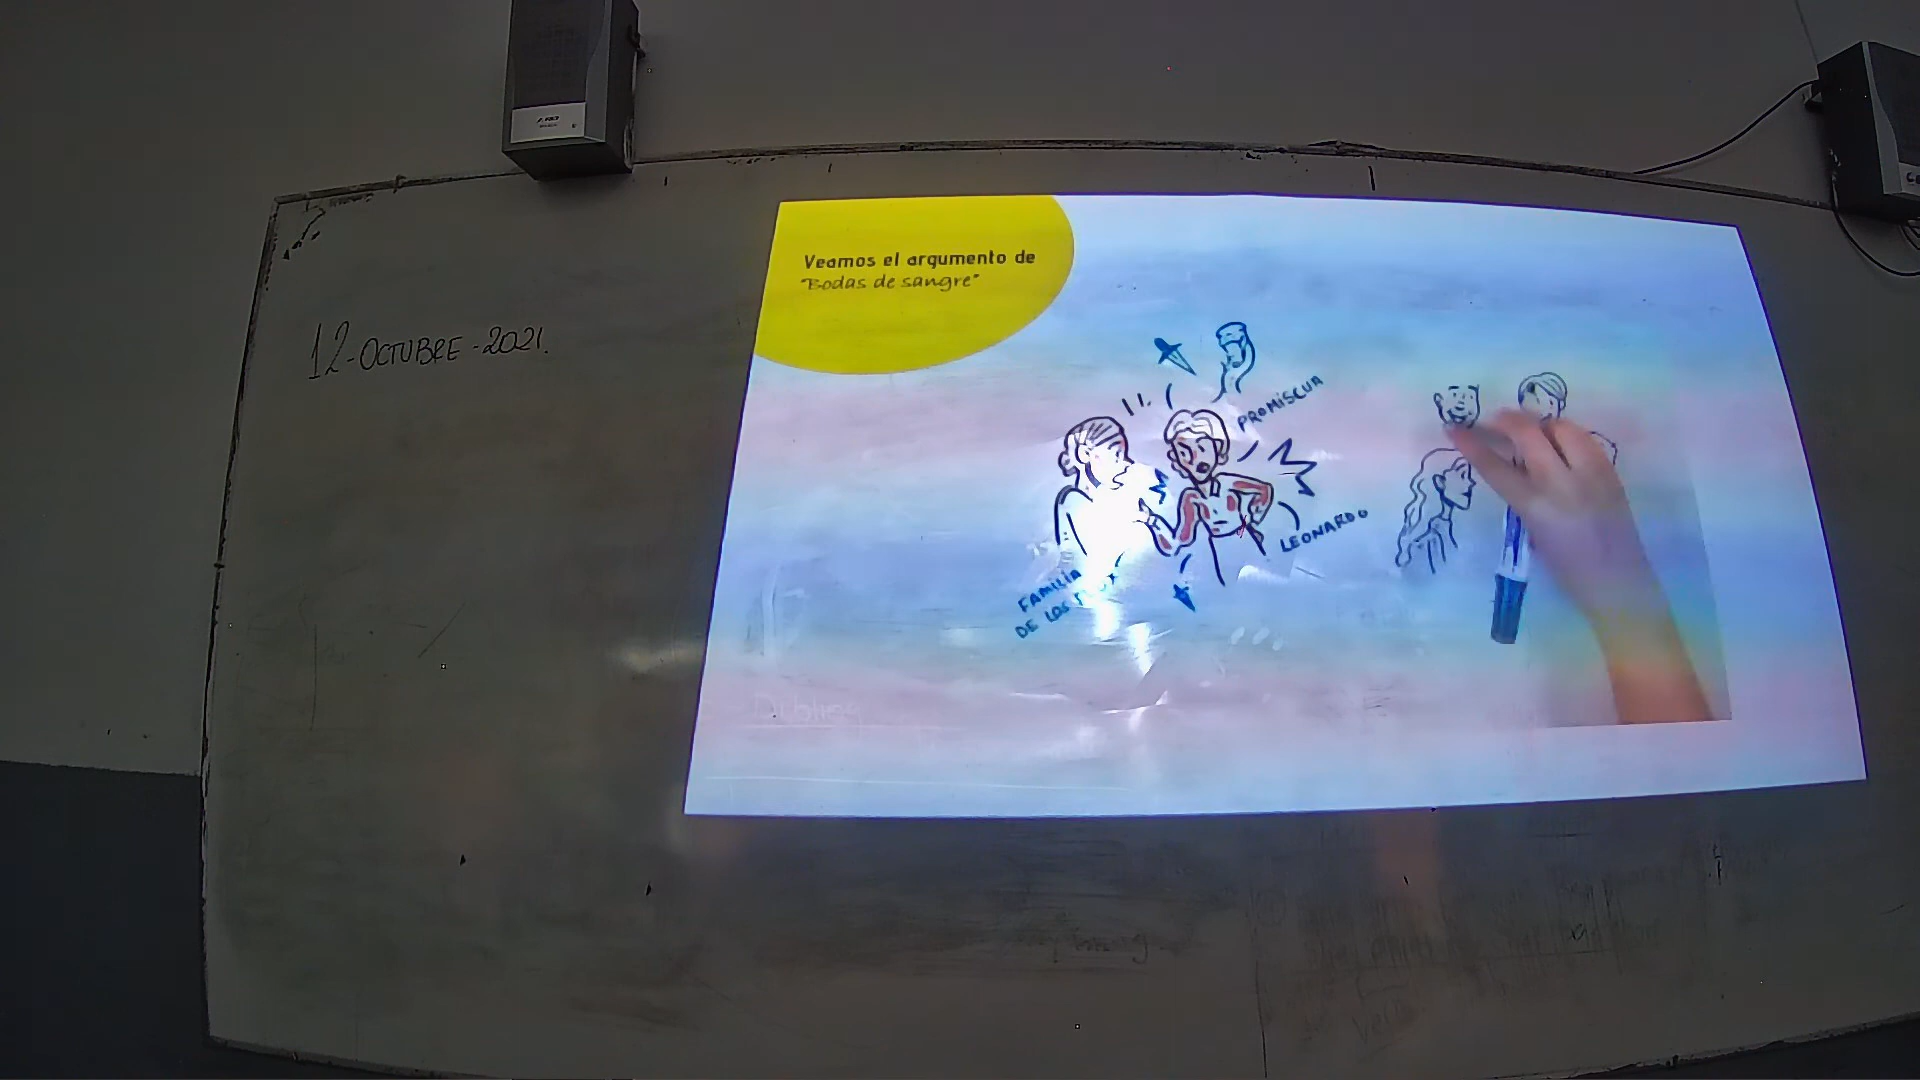 12-OCTUBRE-2021.
Veamos el argumento de
"Bodas de sangre"
PROMISCUA
LEONARDO
FAMILIA
DE LOS